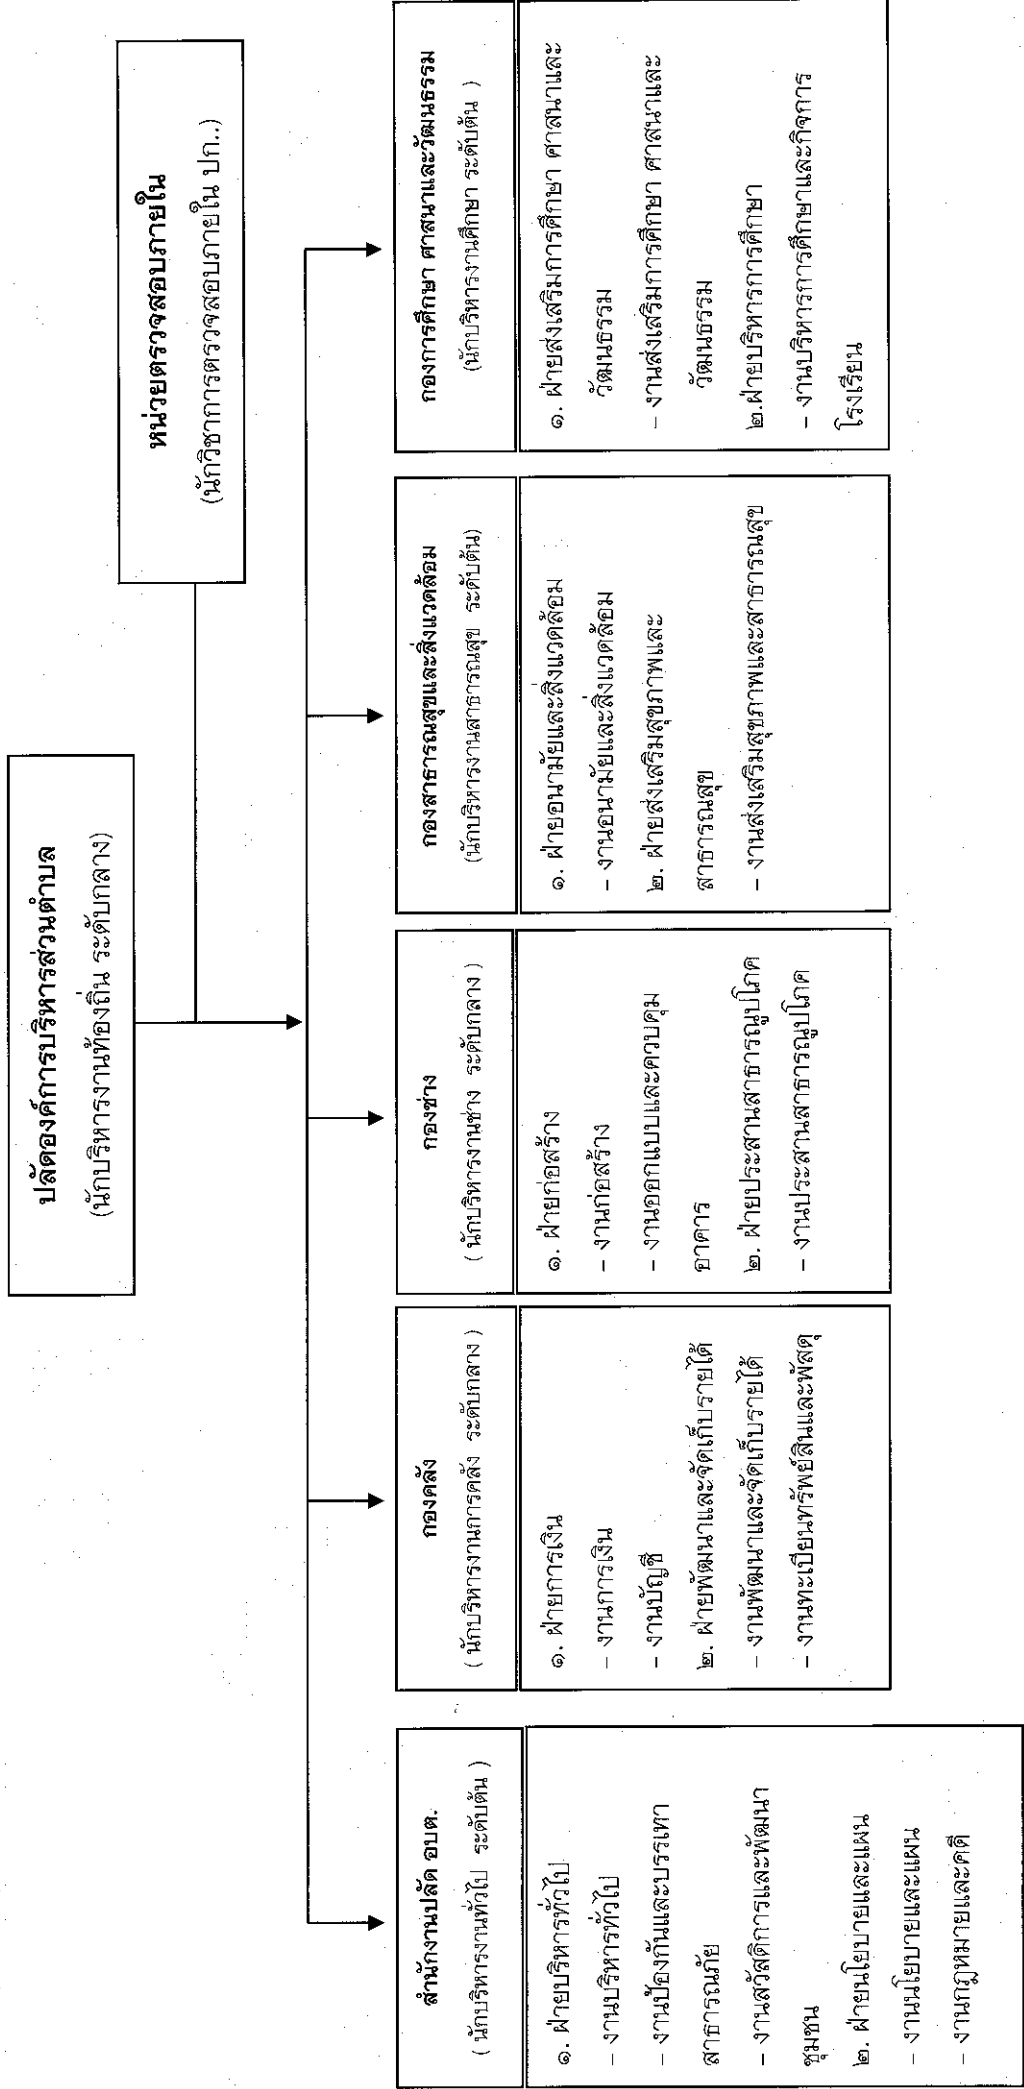 ปลัดองค์การบริหารส่วนตำบล
(นักบริหารงานท้องถิ่น ระดับกลาง)
หน่วยตรวจสอบภายใน
(นักวิชาการตรวจสอบภายใน ปก..)
สำนักงานปลัด อบต.
( นักบริหารงานทั่วไป ระดับต้น )
๑. ฝ่ายบริหารทั่วไป
– งานบริหารทั่วไป
– งานป้องกันและบรรเทา
สาธารณภัย
– งานสวัสดิการและพัฒนา
ชุมชน
๒. ฝ่ายนโยบายและแผน
– งานนโยบายและแผน
– งานกฎหมายและคดี
กองคลัง
( นักบริหารงานการคลัง ระดับกลาง )
๑. ฝ่ายการเงิน
– งานการเงิน
– งานบัญชี
๒. ฝ่ายพัฒนาและจัดเก็บรายได้
– งานพัฒนาและจัดเก็บรายได้
– งานทะเบียนทรัพย์สินและพัสดุ
กองช่าง
( นักบริหารงานช่าง ระดับกลาง )
๑. ฝ่ายก่อสร้าง
– งานก่อสร้าง
– งานออกแบบและควบคุม
อาคาร
๒. ฝ่ายประสานสาธารณูปโภค
– งานประสานสาธารณูปโภค
กองสาธารณสุขและสิ่งแวดล้อม
(นักบริหารงานสาธารณสุข ระดับต้น)
๑. ฝ่ายอนามัยและสิ่งแวดล้อม
– งานอนามัยและสิ่งแวดล้อม
๒. ฝ่ายส่งเสริมสุขภาพและ
สาธารณสุข
– งานส่งเสริมสุขภาพและสาธารณสุข
กองการศึกษา ศาสนาและวัฒนธรรม
(นักบริหารงานศึกษา ระดับต้น )
๑. ฝ่ายส่งเสริมการศึกษา ศาสนาและ
วัฒนธรรม
– งานส่งเสริมการศึกษา ศาสนาและ
วัฒนธรรม
๒.ฝ่ายบริหารการศึกษา
– งานบริหารการศึกษาและกิจการ
โรงเรียน